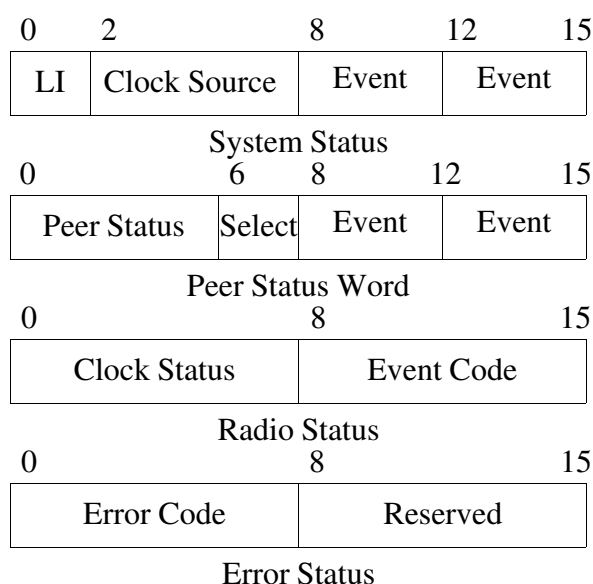 0 2 8 12 15
LI Clock Source Event Event
System Status
0 6 8 12 15
Peer Status Select Event Event
Peer Status Word
0 8 15
Clock Status Event Code
Radio Status
0 8 15
Error Code Reserved
Error Status